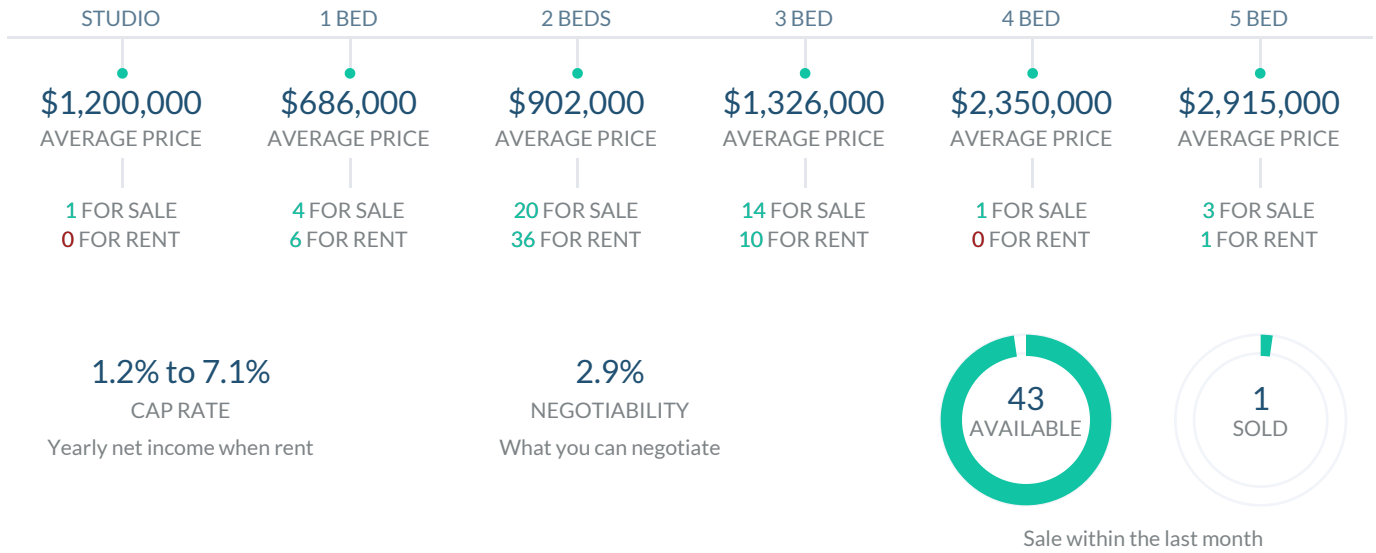 STUDIO
1 BED
2 BEDS
3 BED
4 BED
5 BED
$1,200,000
$686,000
$902,000
$1,326,000
$2,350,000
$2,915,000
AVERAGE PRICE
AVERAGE PRICE
AVERAGE PRICE
AVERAGE PRICE
AVERAGE PRICE
AVERAGE PRICE
1 FOR SALE
4 FOR SALE
20 FOR SALE
14 FOR SALE
1 FOR SALE
3 FOR SALE
0 FOR RENT
6 FOR RENT
36 FOR RENT
10 FOR RENT
0 FOR RENT
1 FOR RENT
1.2% to 7.1%
CAP RATE
Yearly net income when rent
2.9%
NEGOTIABILITY
What you can negotiate
43
AVAILABLE
1
SOLD
Sale within the last month